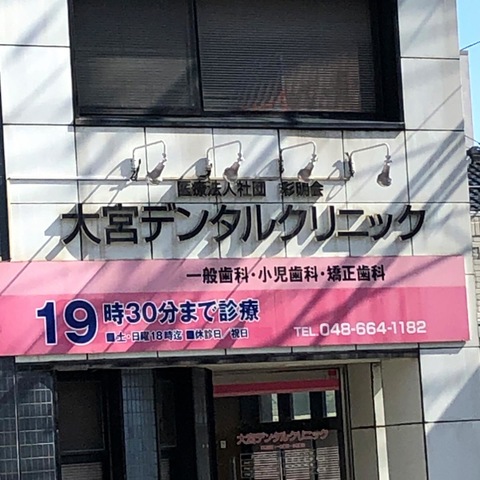 医療法人社団 彩明会
大宮デンタルクリニック
一般歯科・小児歯科・矯正歯科
19時30分まで診療
■土・日曜18時迄 ■休診日/祝日
TEL.048-664-1182
大宮デンタルクリニック